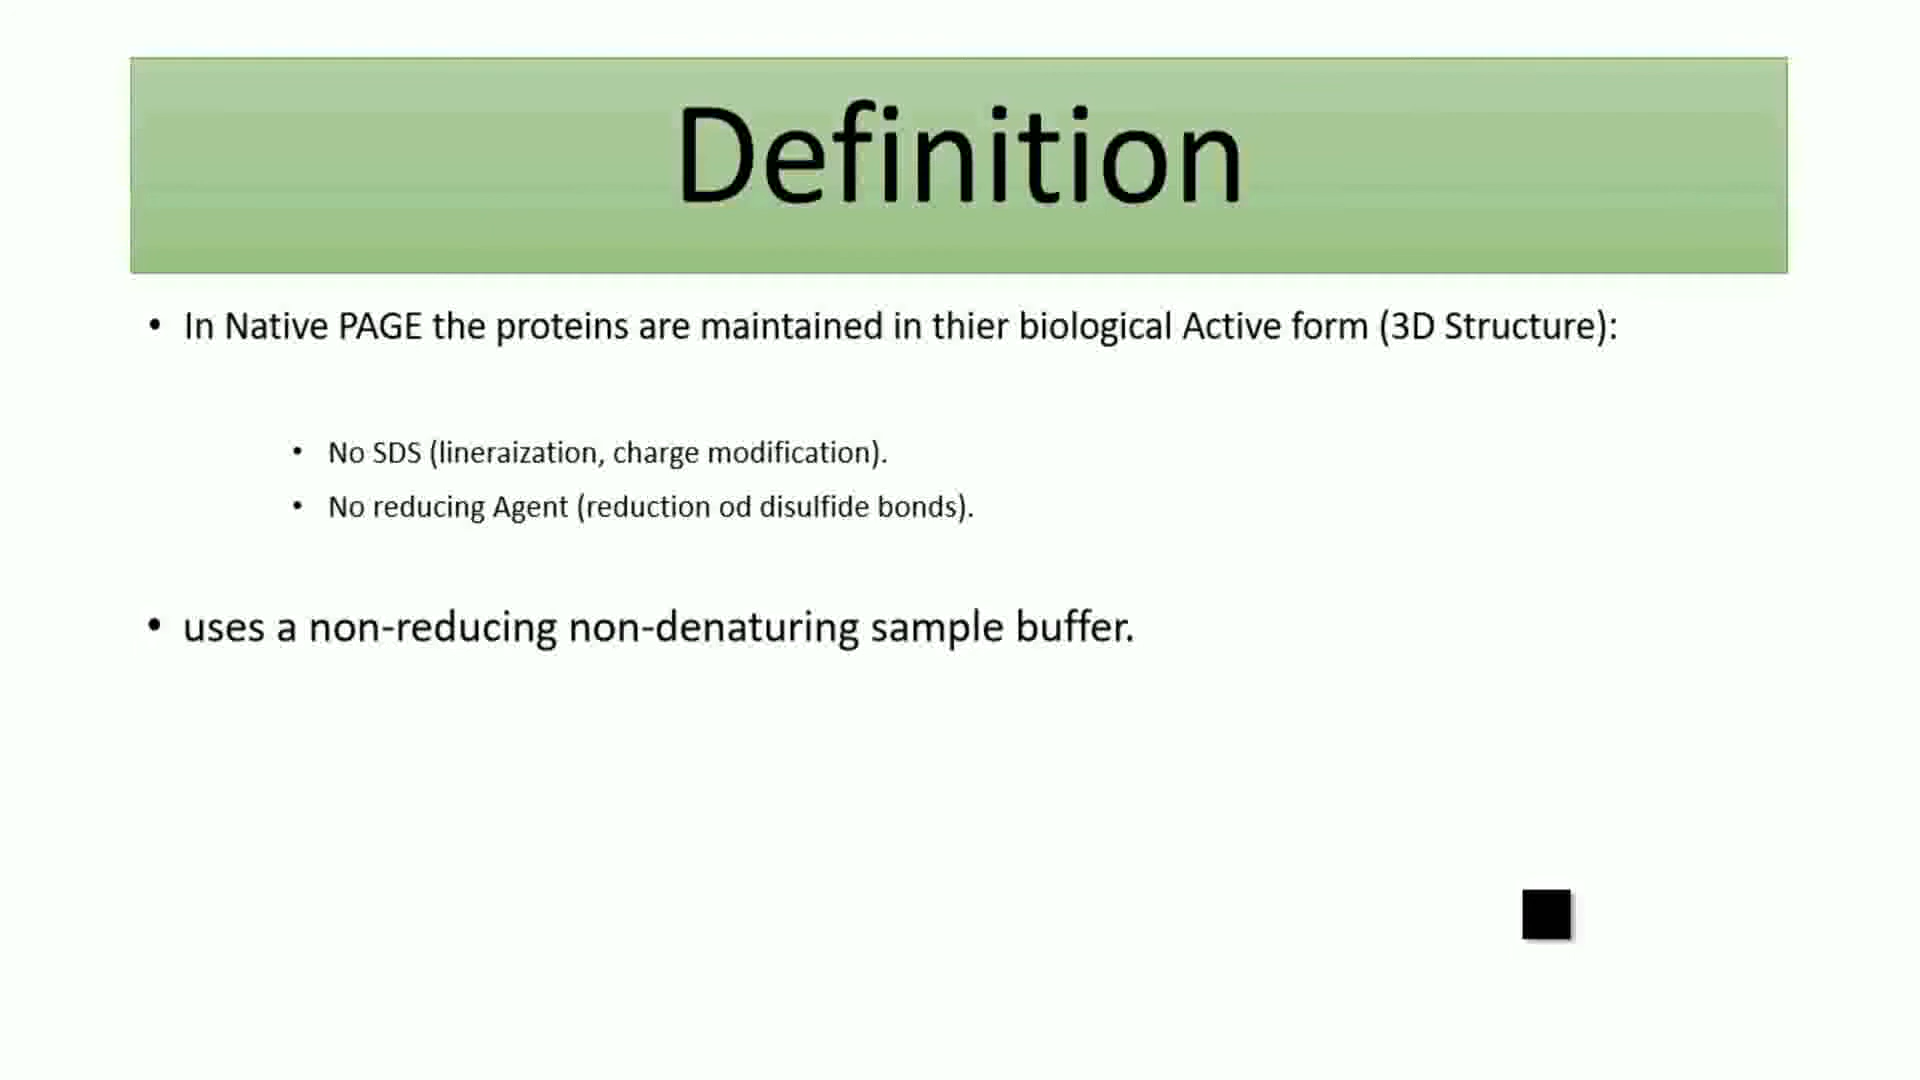 Definition
• In Native PAGE the proteins are maintained in thier biological Active form (3D Structure):
• No SDS (lineraization, charge modification).
• No reducing Agent (reduction od disulfide bonds).
• uses a non-reducing non-denaturing sample buffer.